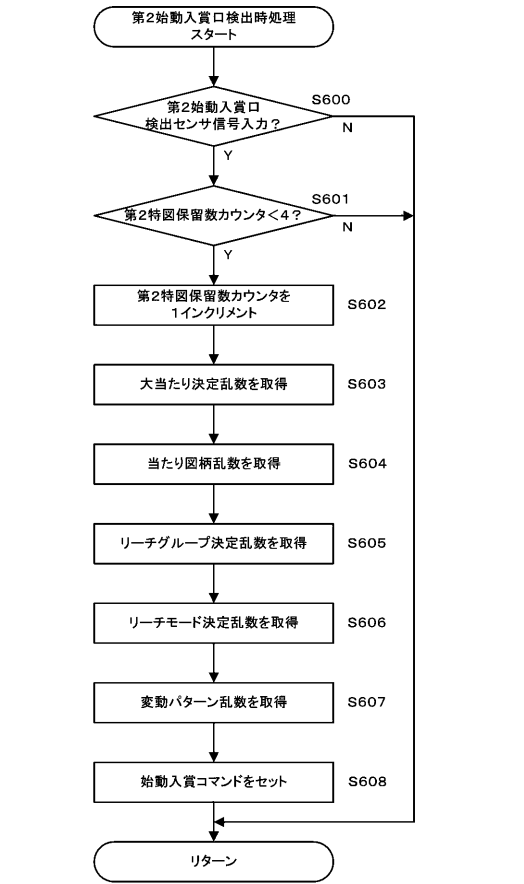 第2始動入賞口検出時処理
スタート
第2始動入賞口
検出センサ信号入力？
S600
N
Y
第2特図保留数カウンタ＜4？
S601
N
Y
第2特図保留数カウンタを
1インクリメント
S602
大当たり決定乱数を取得
S603
当たり図柄乱数を取得
S604
リーチグループ決定乱数を取得
S605
リーチモード決定乱数を取得
S606
変動パターン乱数を取得
S607
始動入賞コマンドをセット
S608
リターン